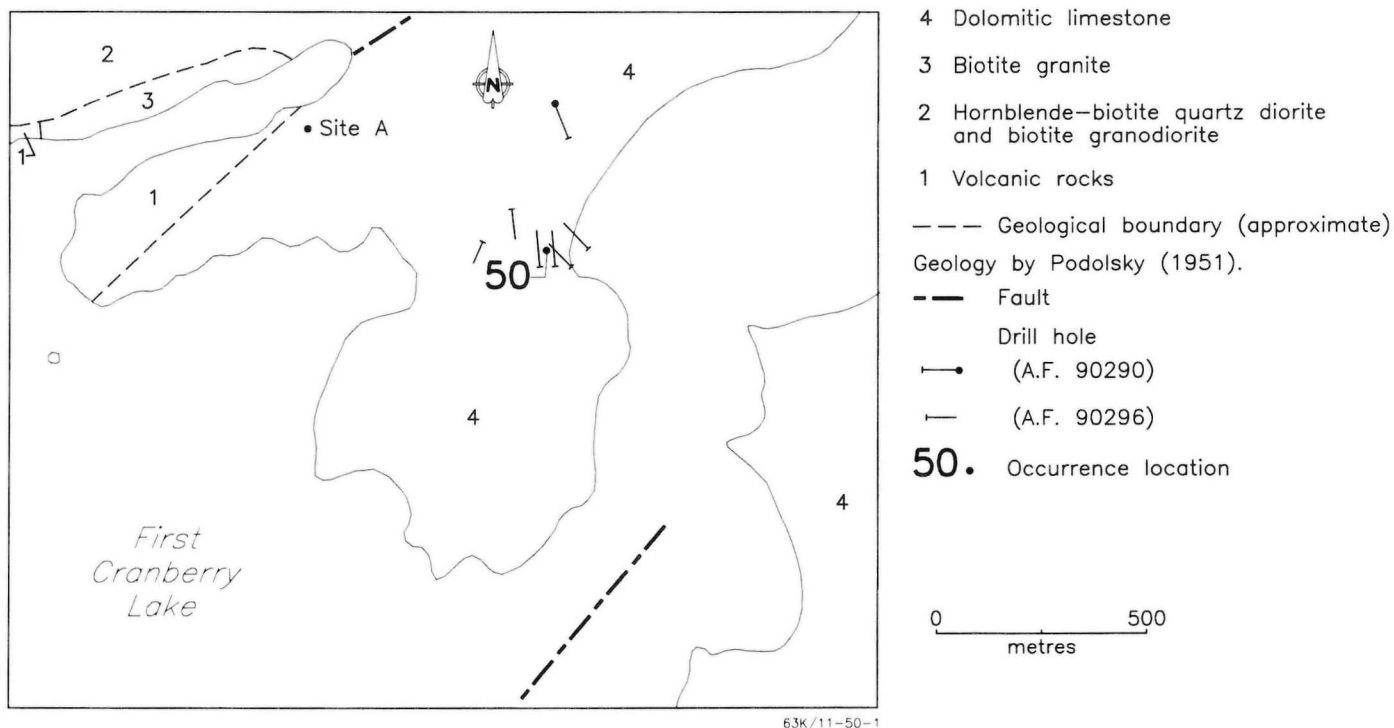 2
3
1
Site A
1
N
4
50
4
4
First
Cranberry
Lake
63K/11-50-1
4 Dolomitic limestone
3 Biotite granite
2 Hornblende-biotite quartz diorite
and biotite granodiorite
1 Volcanic rocks
Geological boundary (approximate)
Geology by Podolsky (1951).
Fault
Drill hole
(A.F. 90290)
(A.F. 90296)
50. Occurrence location
0 500
metres